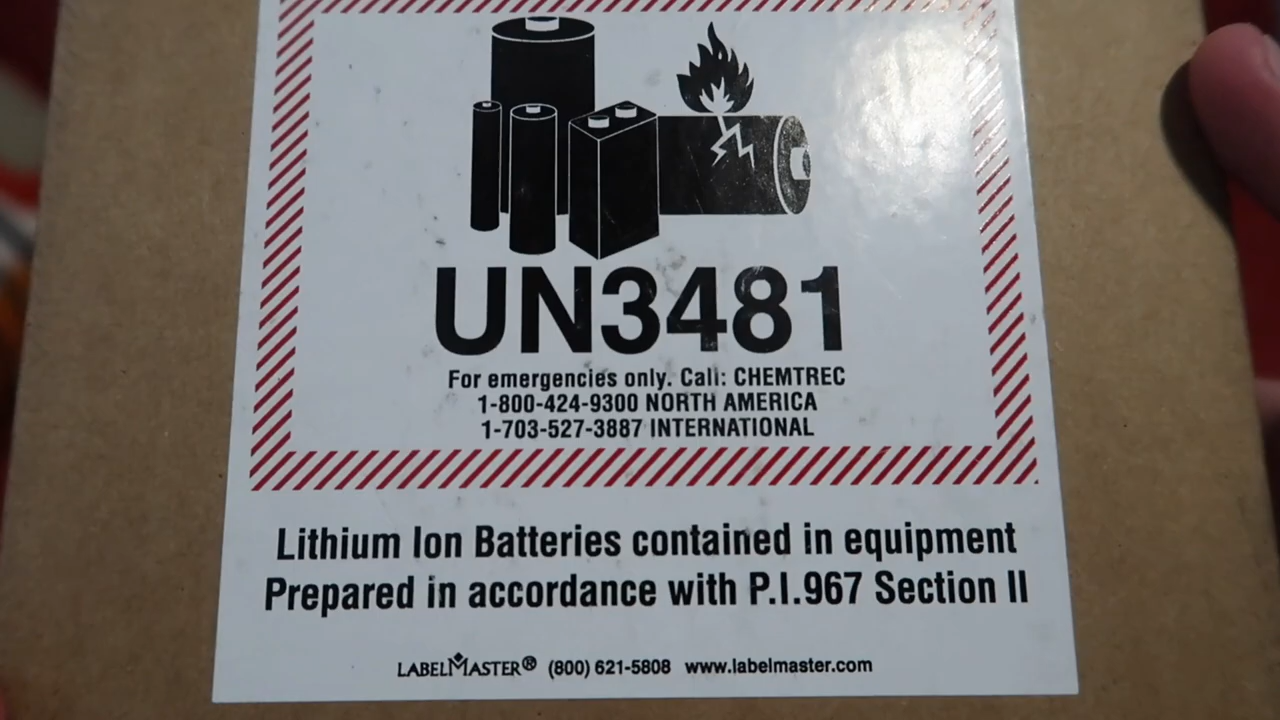 UN3481
For emergencies only. Call: CHEMTREC
1-800-424-9300 NORTH AMERICA
1-703-527-3887 INTERNATIONAL
Lithium Ion Batteries contained in equipment
Prepared in accordance with P.I.967 Section II
LABELMASTER® (800) 621-5808 www.labelmaster.com